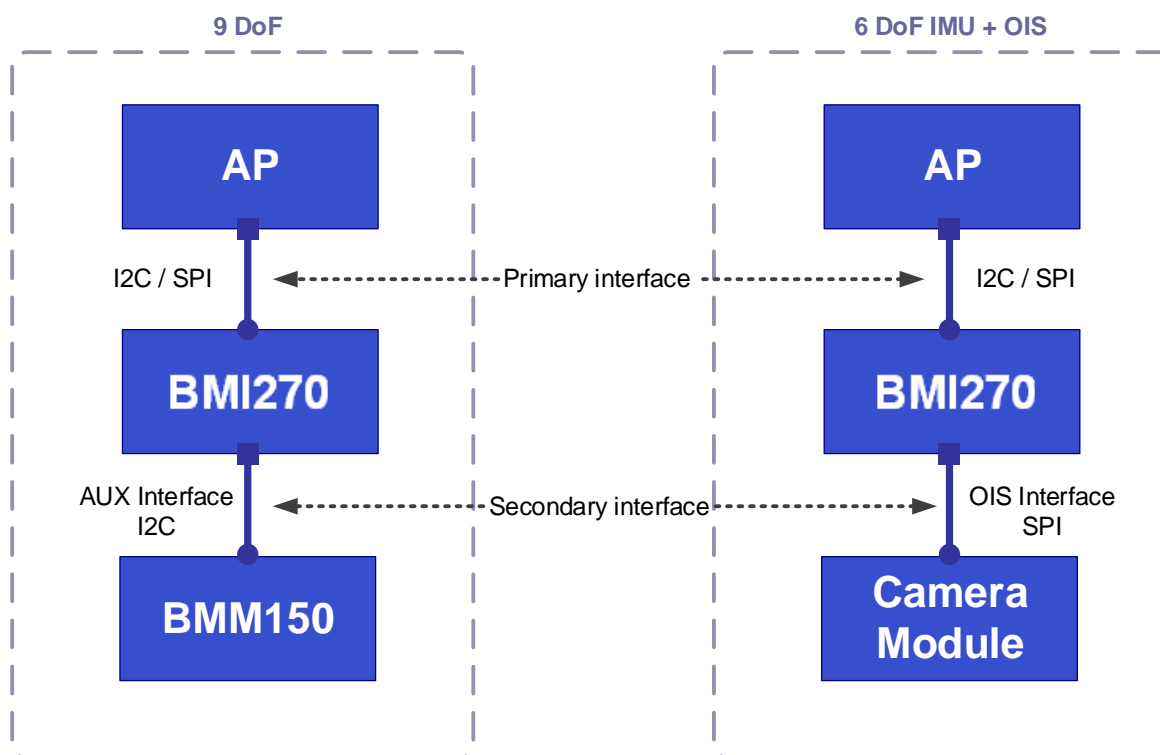 9 DoF
6 DoF IMU + OIS
AP
AP
I2C / SPI
Primary interface
I2C / SPI
BMI270
BMI270
AUX Interface
I2C
Secondary interface
OIS Interface
SPI
BMM150
Camera
Module